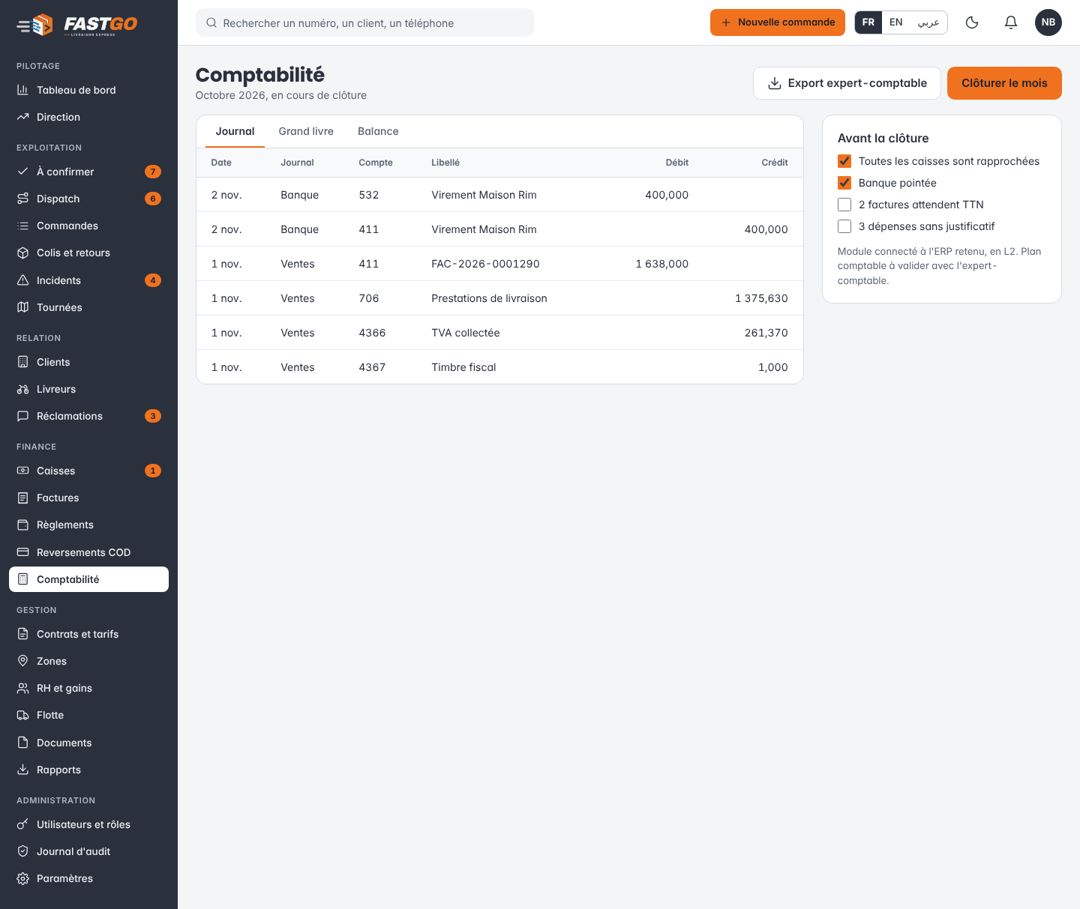 FASTGO
LIVRAISON EXPRESS
PILOTAGE
Tableau de bord
Direction
EXPLOITATION
À confirmer 7
Dispatch 6
Commandes
Colis et retours
Incidents 4
Tournées
RELATION
Clients
Livreurs
Réclamations 3
FINANCE
Caisses 1
Factures
Règlements
Reversements COD
Comptabilité
GESTION
Contrats et tarifs
Zones
RH et gains
Flotte
Documents
Rapports
ADMINISTRATION
Utilisateurs et rôles
Journal d'audit
Paramètres
Rechercher un numéro, un client, un téléphone
+ Nouvelle commande
FR EN عربي
NB
Comptabilité
Octobre 2026, en cours de clôture
Export expert-comptable
Clôturer le mois
Journal Grand livre Balance
Date Journal Compte Libellé Débit Crédit
2 nov. Banque 532 Virement Maison Rim 400,000
2 nov. Banque 411 Virement Maison Rim 400,000
1 nov. Ventes 411 FAC-2026-0001290 1 638,000
1 nov. Ventes 706 Prestations de livraison 1 375,630
1 nov. Ventes 4366 TVA collectée 261,370
1 nov. Ventes 4367 Timbre fiscal 1,000
Avant la clôture
Toutes les caisses sont rapprochées
Banque pointée
2 factures attendent TTN
3 dépenses sans justificatif
Module connecté à l'ERP retenu, en L2. Plan
comptable à valider avec l'expert-
comptable.